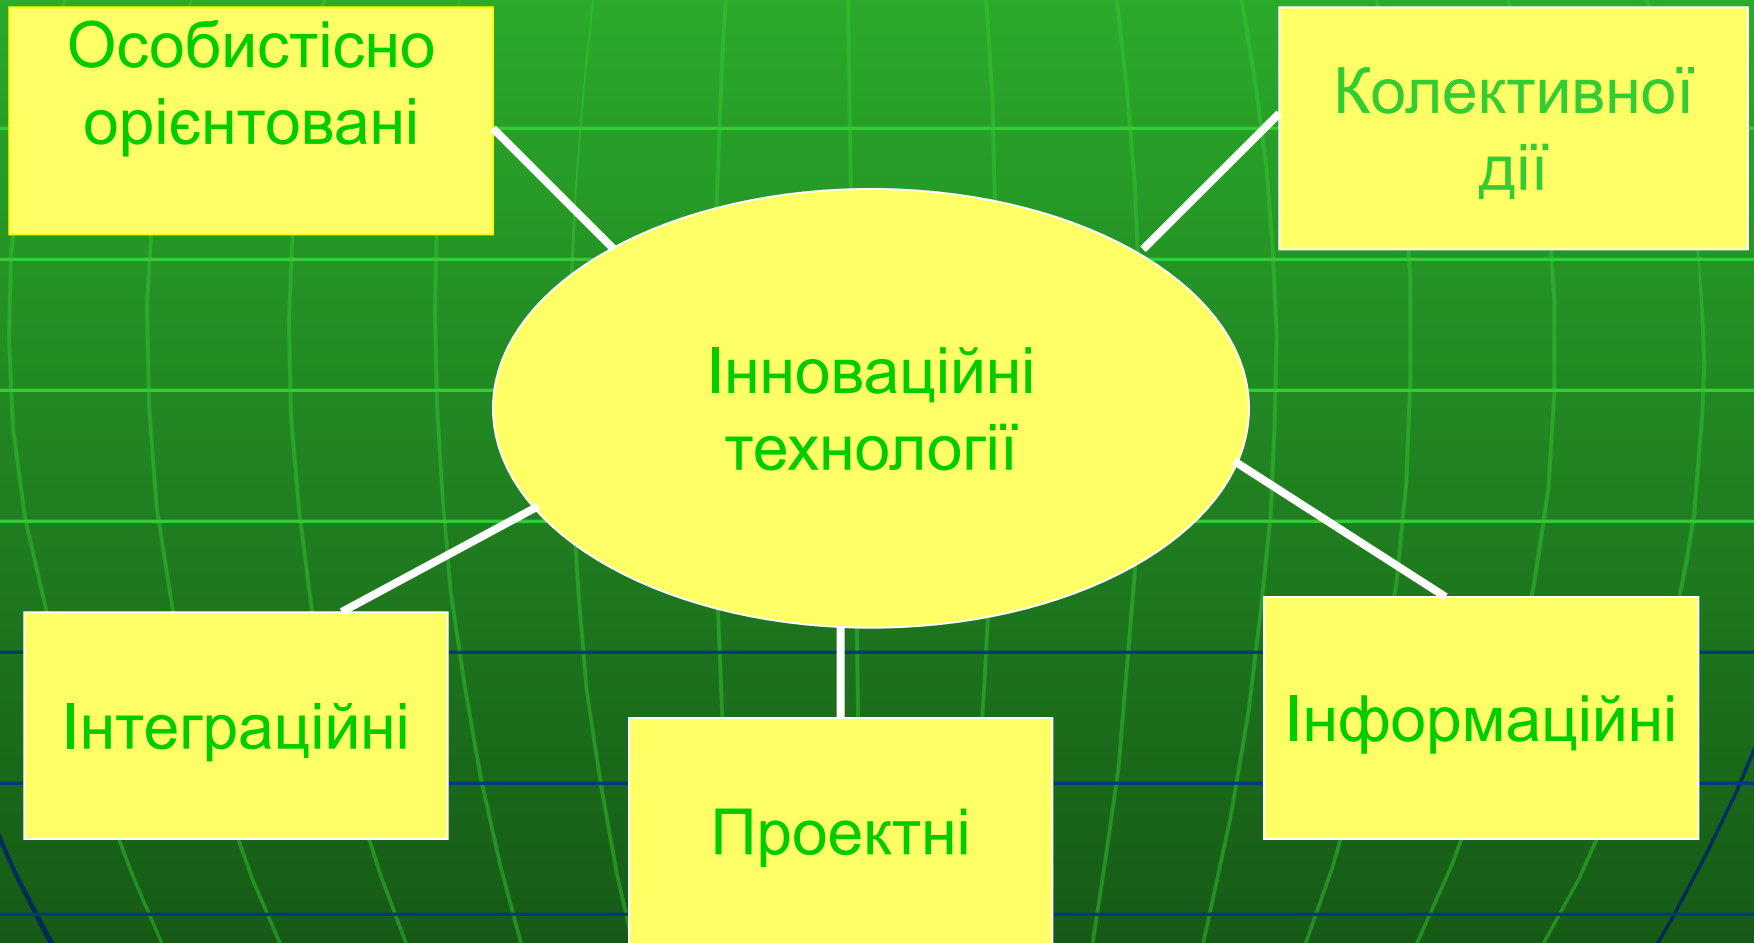 Особистісно
орієнтовані
Колективної
дії
Інноваційні
технології
Інтеграційні
Проектні
Інформаційні